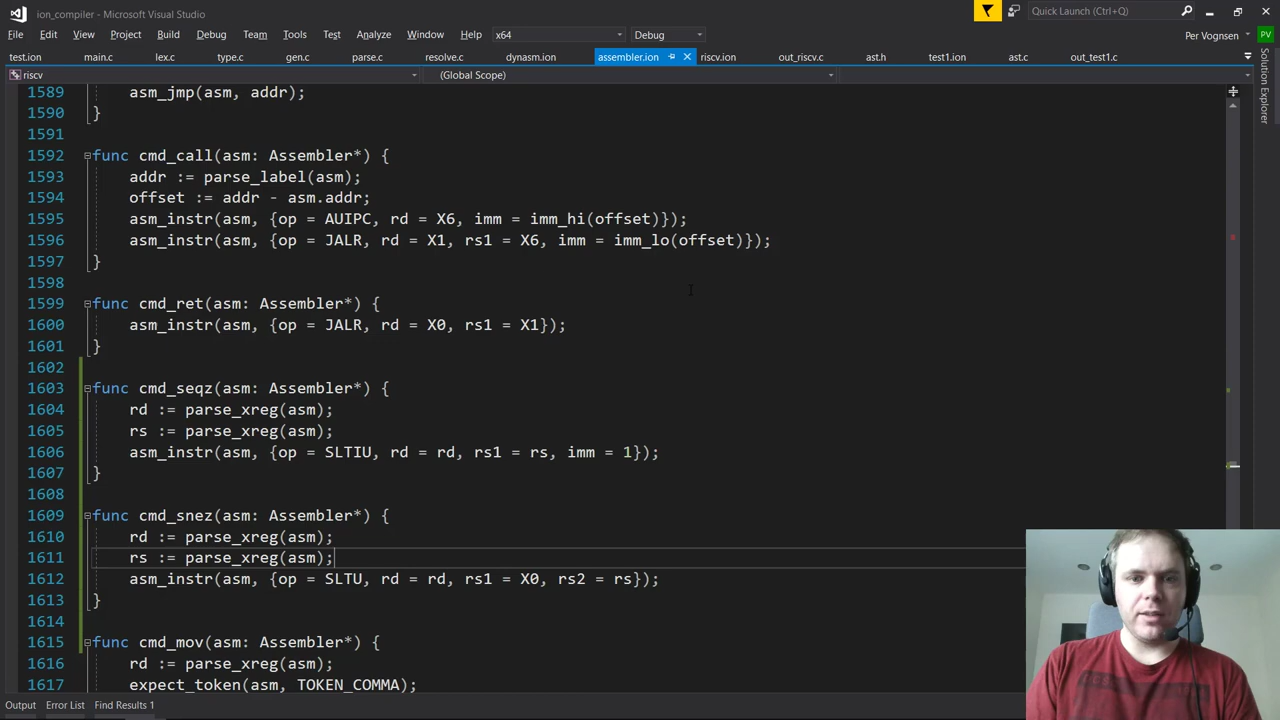 ion_compiler - Microsoft Visual Studio
Quick Launch (Ctrl+Q)
File Edit View Project Build Debug Team Tools Test Analyze Window Help x64 Debug
Per Vognsen PV
test.ion main.c lex.c type.c gen.c parse.c resolve.c dynasm.ion assembler.ion riscv.ion out_riscv.c ast.h test1.ion ast.c out_test1.c
riscv (Global Scope)
Solution Explorer
1589 asm_jmp(asm, addr);
1590 }
1591
1592 func cmd_call(asm: Assembler*) {
1593 addr := parse_label(asm);
1594 offset := addr - asm.addr;
1595 asm_instr(asm, {op = AUIPC, rd = X6, imm = imm_hi(offset)});
1596 asm_instr(asm, {op = JALR, rd = X1, rs1 = X6, imm = imm_lo(offset)});
1597 }
1598
1599 func cmd_ret(asm: Assembler*) {
1600 asm_instr(asm, {op = JALR, rd = X0, rs1 = X1});
1601 }
1602
1603 func cmd_seqz(asm: Assembler*) {
1604 rd := parse_xreg(asm);
1605 rs := parse_xreg(asm);
1606 asm_instr(asm, {op = SLTIU, rd = rd, rs1 = rs, imm = 1});
1607 }
1608
1609 func cmd_snez(asm: Assembler*) {
1610 rd := parse_xreg(asm);
1611 rs := parse_xreg(asm);
1612 asm_instr(asm, {op = SLTU, rd = rd, rs1 = X0, rs2 = rs});
1613 }
1614
1615 func cmd_mov(asm: Assembler*) {
1616 rd := parse_xreg(asm);
1617 expect_token(asm, TOKEN_COMMA);
Output Error List Find Results 1